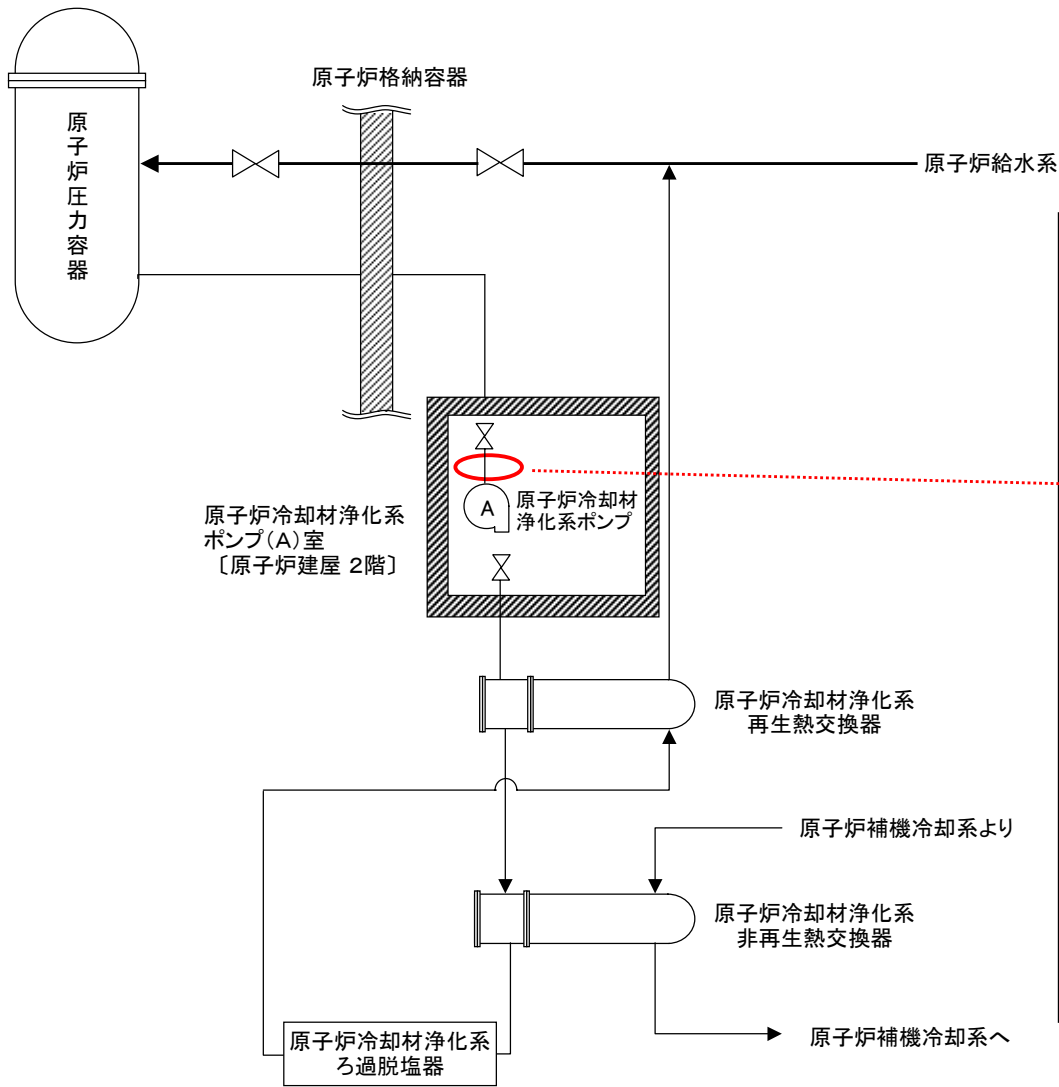 原子炉格納容器
原子炉圧力容器
原子炉給水系
原子炉冷却材
浄化系ポンプ
A
原子炉冷却材浄化系
ポンプ(A)室
〔原子炉建屋 2階〕
原子炉冷却材浄化系
再生熱交換器
原子炉補機冷却系より
原子炉冷却材浄化系
非再生熱交換器
原子炉冷却材浄化系
ろ過脱塩器
原子炉補機冷却系へ